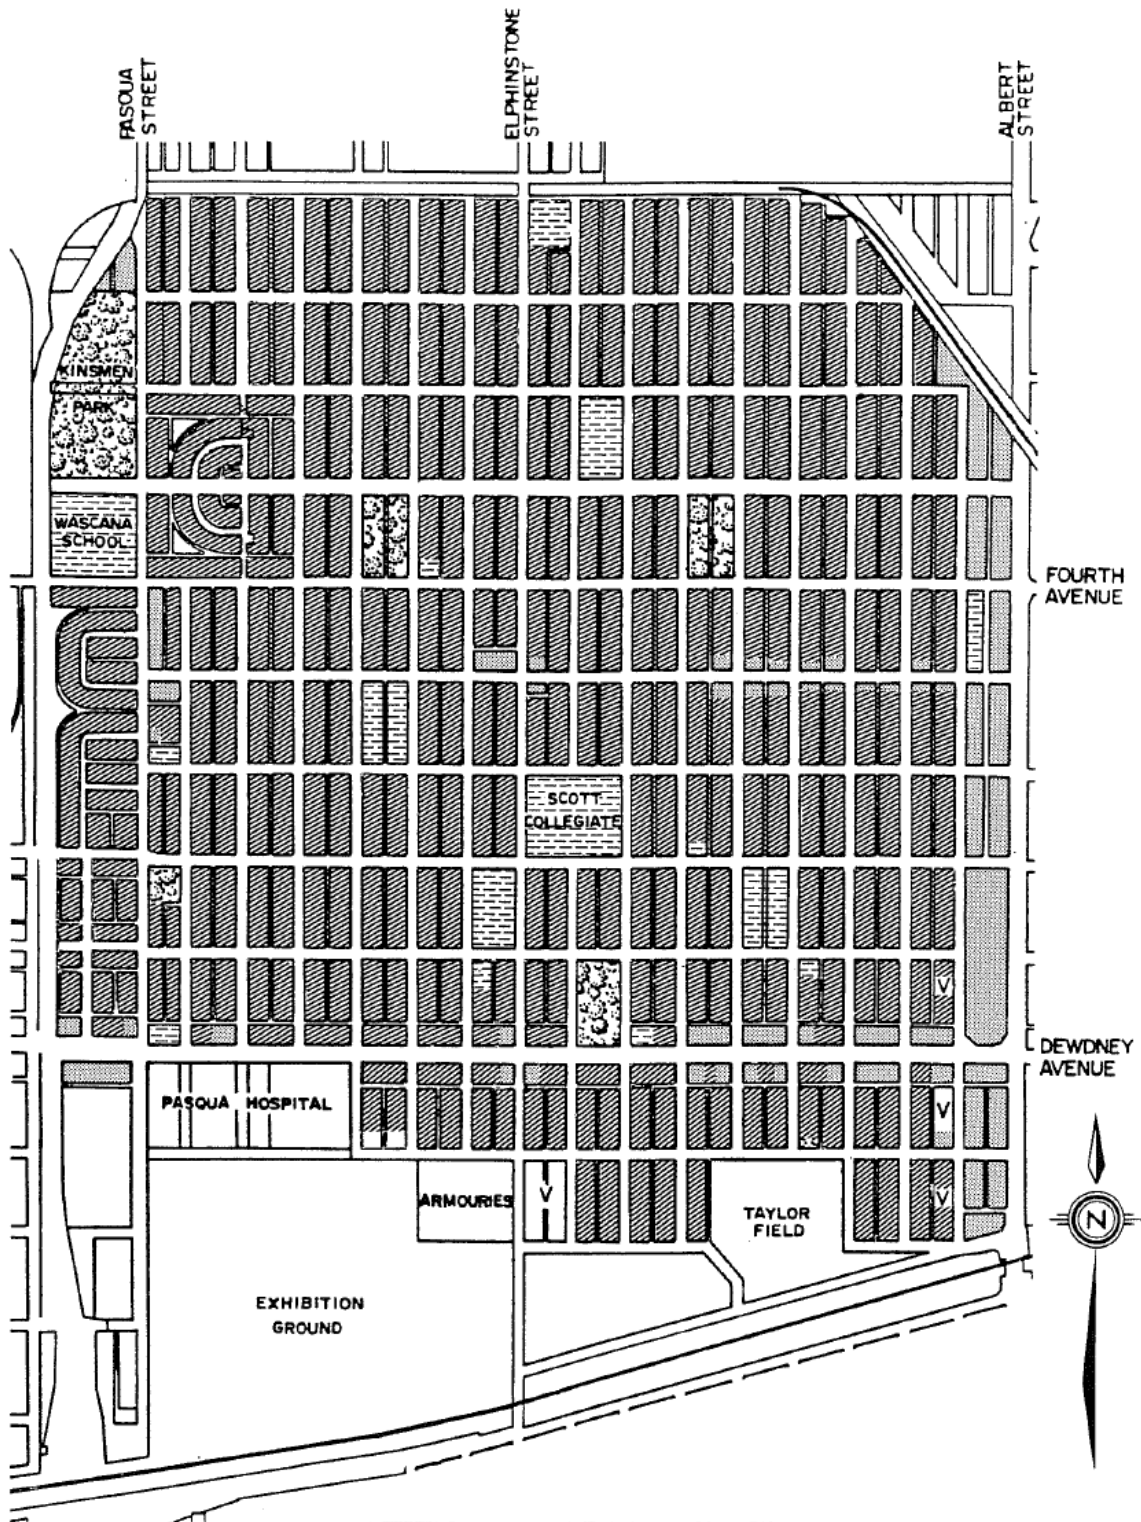 PASQUA
STREET
ELPHINSTONE
STREET
ALBERT
STREET
KINSMEN
PARK
WASCANA
SCHOOL
FOURTH
AVENUE
SCOTT
COLLEGIATE
V
DEWDNEY
AVENUE
PASQUA HOSPITAL
V
ARMOURIES
V
V
TAYLOR
FIELD
N
EXHIBITION
GROUND